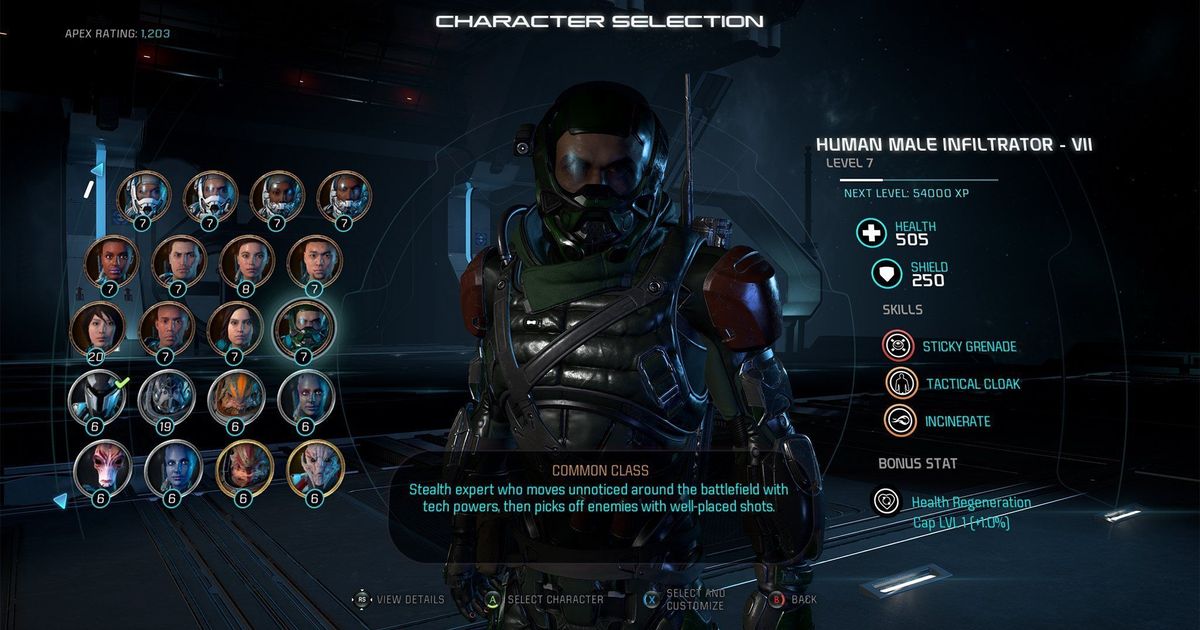 CHARACTER SELECTION
APEX RATING: 1,203
7 7 7 7
7 7 8 7
20 7 7 7
6 19 6 6
6 6 6 6
HUMAN MALE INFILTRATOR - VII
LEVEL 7
NEXT LEVEL: 54000 XP
HEALTH
505
SHIELD
250
SKILLS
STICKY GRENADE
TACTICAL CLOAK
INCINERATE
BONUS STAT
Health Regeneration
Cap LVL 1 (+1.0%)
COMMON CLASS
Stealth expert who moves unnoticed around the battlefield with
tech powers, then picks off enemies with well-placed shots.
RS VIEW DETAILS
A SELECT CHARACTER
X SELECT AND
CUSTOMIZE
B BACK